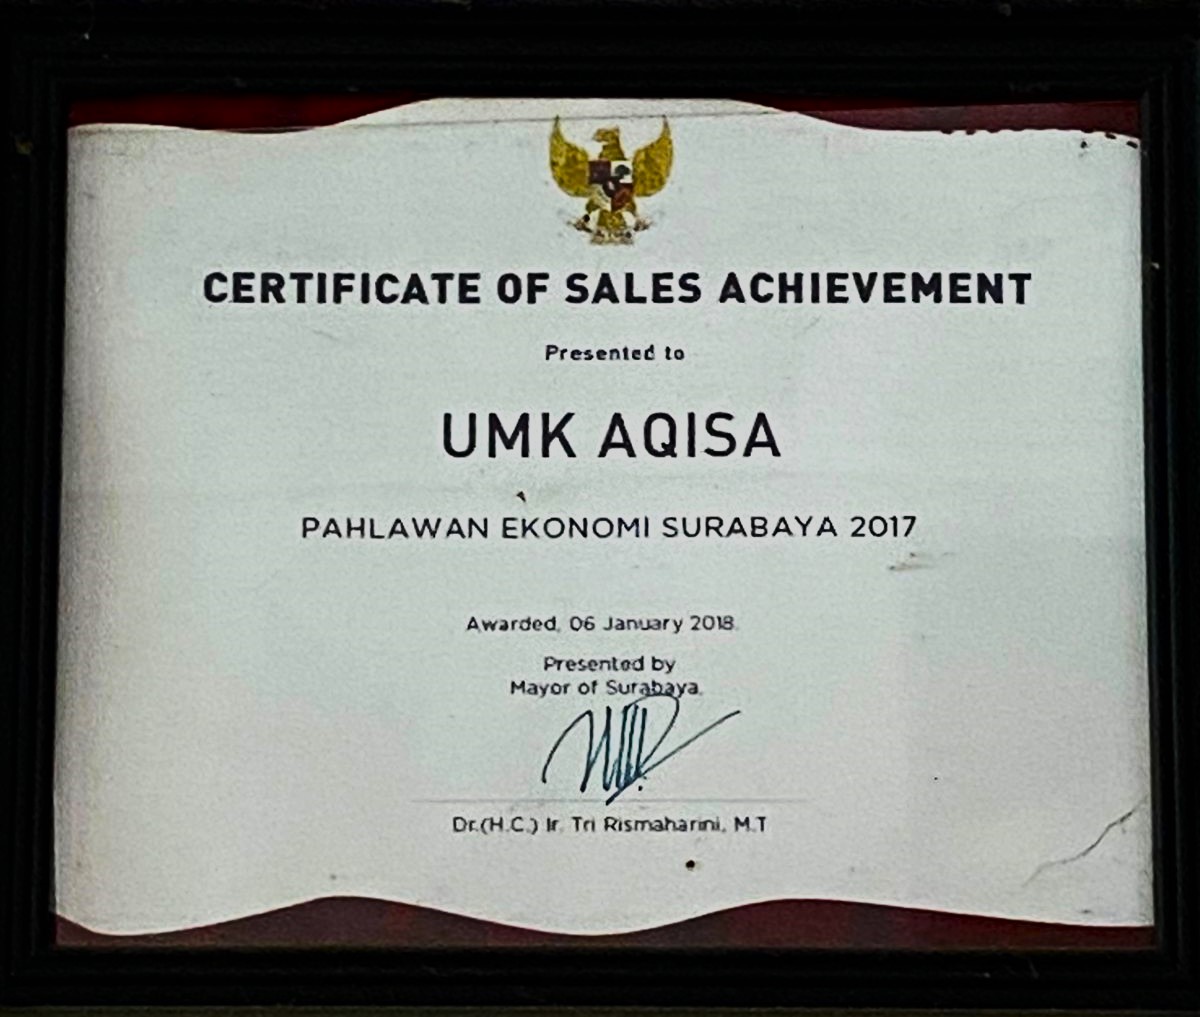 CERTIFICATE OF SALES ACHIEVEMENT
Presented to
UMK AQISA
PAHLAWAN EKONOMI SURABAYA 2017
Awarded, 06 January 2018.
Presented by
Mayor of Surabaya,
Dr.(H.C.) Ir. Tri Rismaharini, M.T